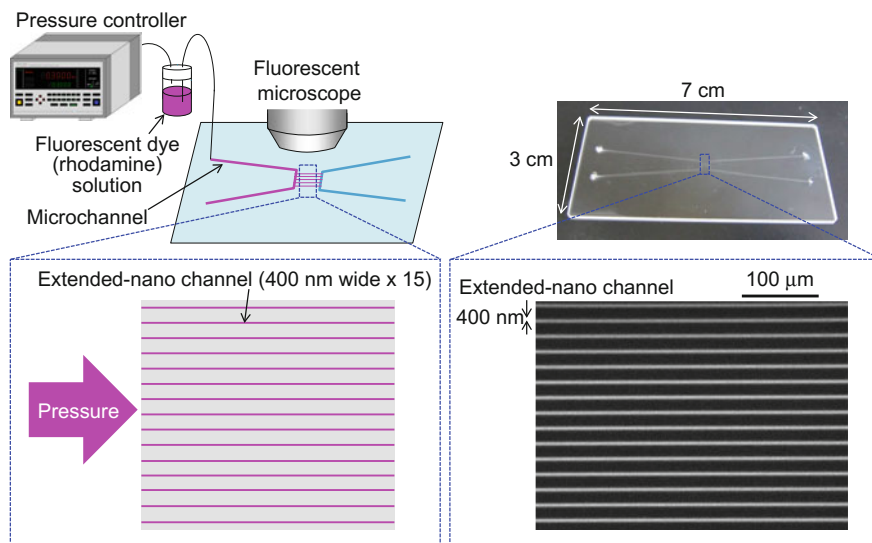 Pressure controller
Fluorescent
microscope
Fluorescent dye
(rhodamine)
solution
Microchannel
7 cm
3 cm
Extended-nano channel (400 nm wide x 15)
Pressure
Extended-nano channel
100 μm
400 nm